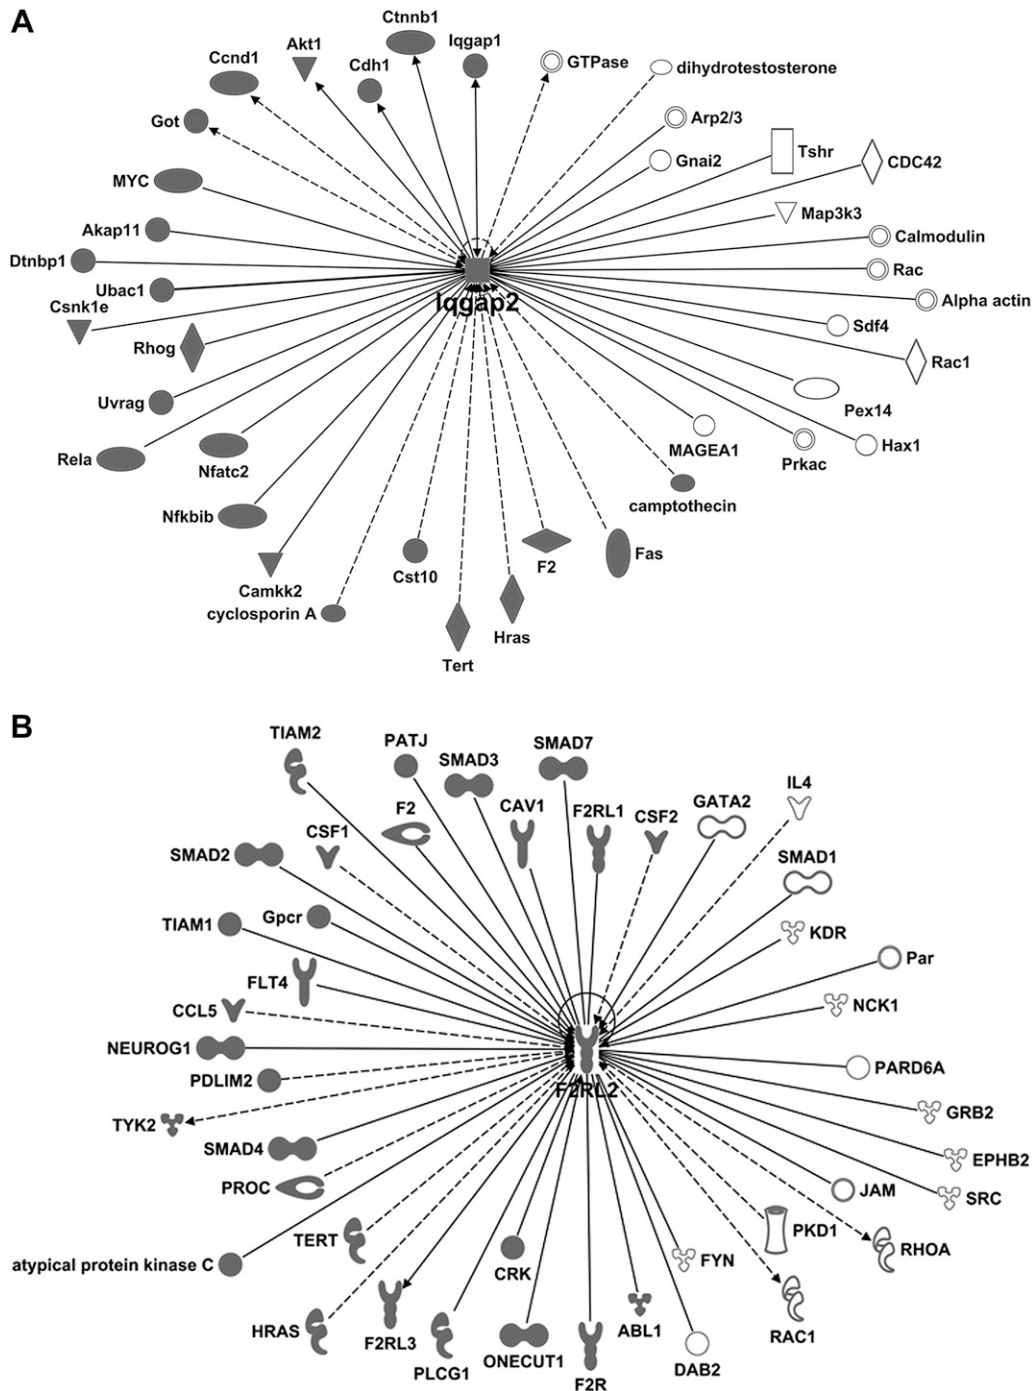 A
Ctnnb1
Akt1
Iqgap1
Ccnd1
Cdh1
GTPase
dihydrotestosterone
Got
Arp2/3
Gnai2
Tshr
CDC42
MYC
Map3k3
Akap11
Calmodulin
Dtnbp1
Rac
Ubac1
Iqgap2
Alpha actin
Csnk1e
Sdf4
Rhog
Rac1
Uvrag
Pex14
Rela
Nfatc2
MAGEA1
Prkac
Hax1
camptothecin
Nfkbib
F2
Fas
Camkk2
Cst10
cyclosporin A
Hras
Tert
B
TIAM2
PATJ
SMAD3
SMAD7
IL4
F2
CAV1
F2RL1
CSF2
GATA2
CSF1
SMAD2
SMAD1
TIAM1
Gpcr
KDR
Par
FLT4
CCL5
NCK1
NEUROG1
PARD6A
PDLIM2
F2RL2
GRB2
TYK2
SMAD4
EPHB2
PROC
JAM
SRC
TERT
PKD1
RHOA
atypical protein kinase C
CRK
FYN
HRAS
F2RL3
ABL1
RAC1
PLCG1
ONECUT1
F2R
DAB2